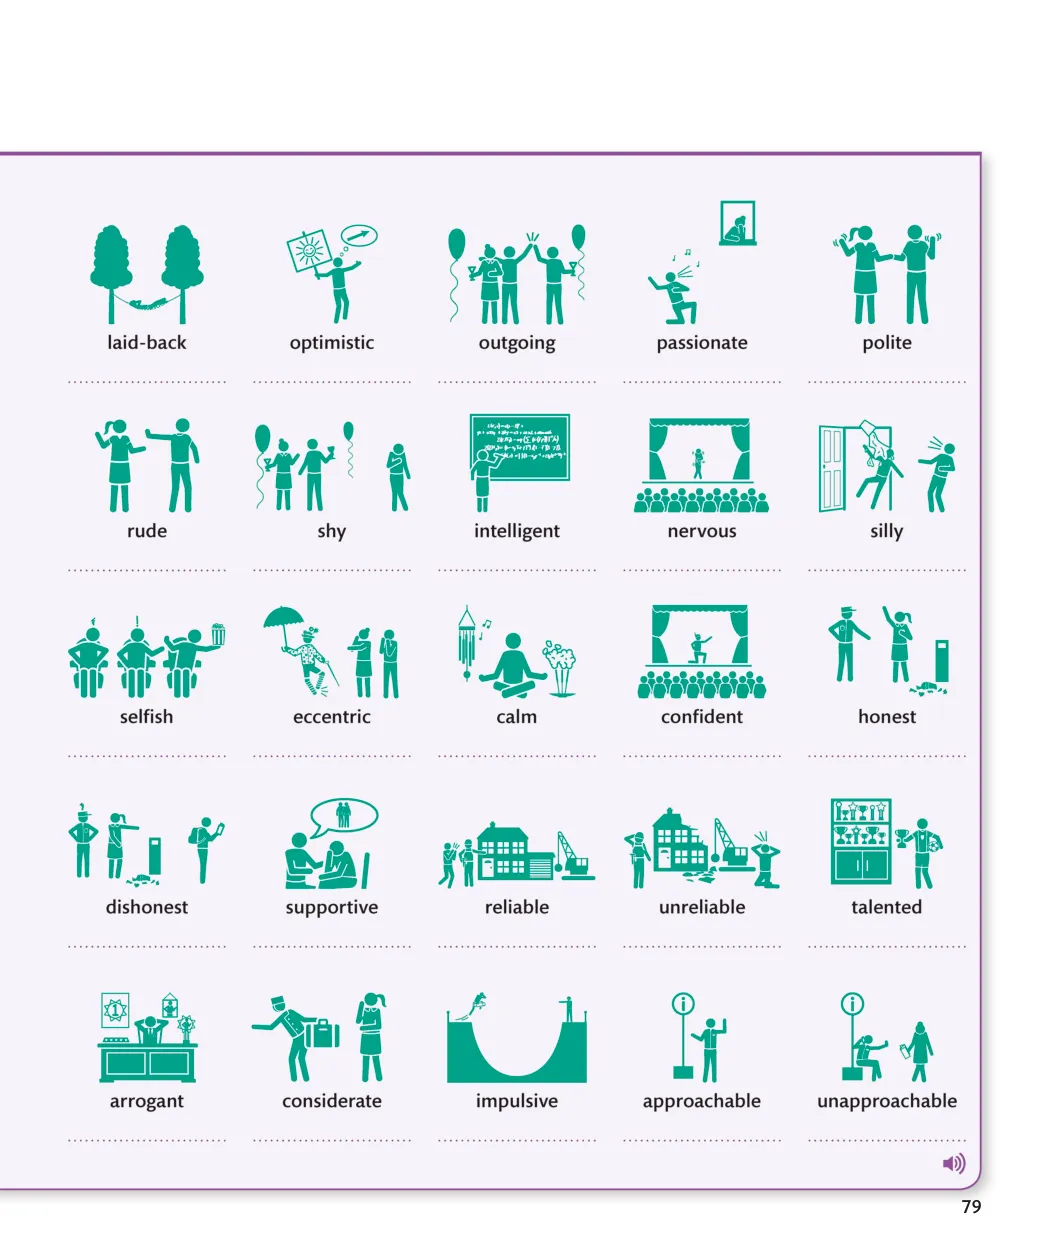 laid-back optimistic outgoing passionate polite
rude shy intelligent nervous silly
selfish eccentric calm confident honest
dishonest supportive reliable unreliable talented
1
arrogant considerate impulsive approachable unapproachable
79